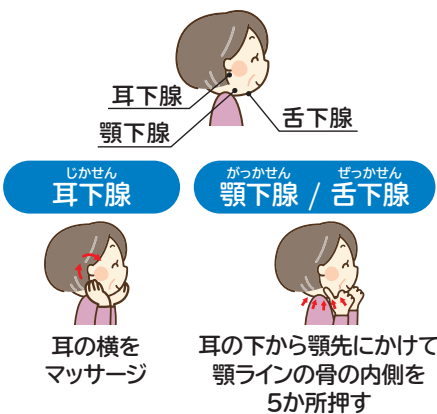 耳下腺
顎下腺
舌下腺
じかせん
耳下腺
がっかせん ぜっかせん
顎下腺 / 舌下腺
耳の横を
マッサージ
耳の下から顎先にかけて
顎ラインの骨の内側を
5か所押す